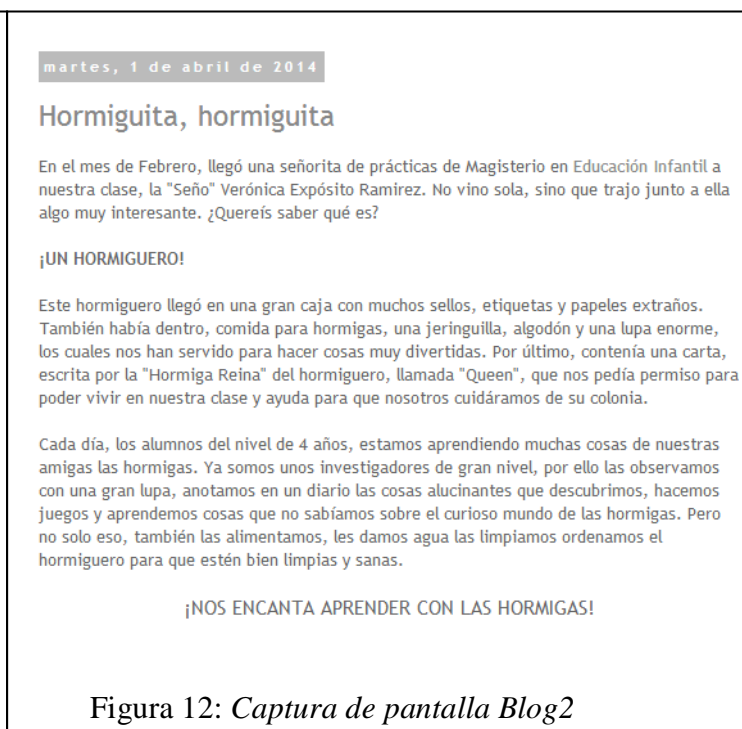 martes, 1 de abril de 2014
Hormiguita, hormiguita
En el mes de Febrero, llegó una señorita de prácticas de Magisterio en Educación Infantil a
nuestra clase, la "Seño" Verónica Expósito Ramirez. No vino sola, sino que trajo junto a ella
algo muy interesante. ¿Quereís saber qué es?
¡UN HORMIGUERO!
Este hormiguero llegó en una gran caja con muchos sellos, etiquetas y papeles extraños.
También había dentro, comida para hormigas, una jeringuilla, algodón y una lupa enorme,
los cuales nos han servido para hacer cosas muy divertidas. Por último, contenía una carta,
escrita por la "Hormiga Reina" del hormiguero, llamada "Queen", que nos pedía permiso para
poder vivir en nuestra clase y ayuda para que nosotros cuidáramos de su colonia.
Cada día, los alumnos del nivel de 4 años, estamos aprendiendo muchas cosas de nuestras
amigas las hormigas. Ya somos unos investigadores de gran nivel, por ello las observamos
con una gran lupa, anotamos en un diario las cosas alucinantes que descubrimos, hacemos
juegos y aprendemos cosas que no sabíamos sobre el curioso mundo de las hormigas. Pero
no solo eso, también las alimentamos, les damos agua las limpiamos ordenamos el
hormiguero para que estén bien limpias y sanas.
¡NOS ENCANTA APRENDER CON LAS HORMIGAS!
Figura 12: Captura de pantalla Blog2